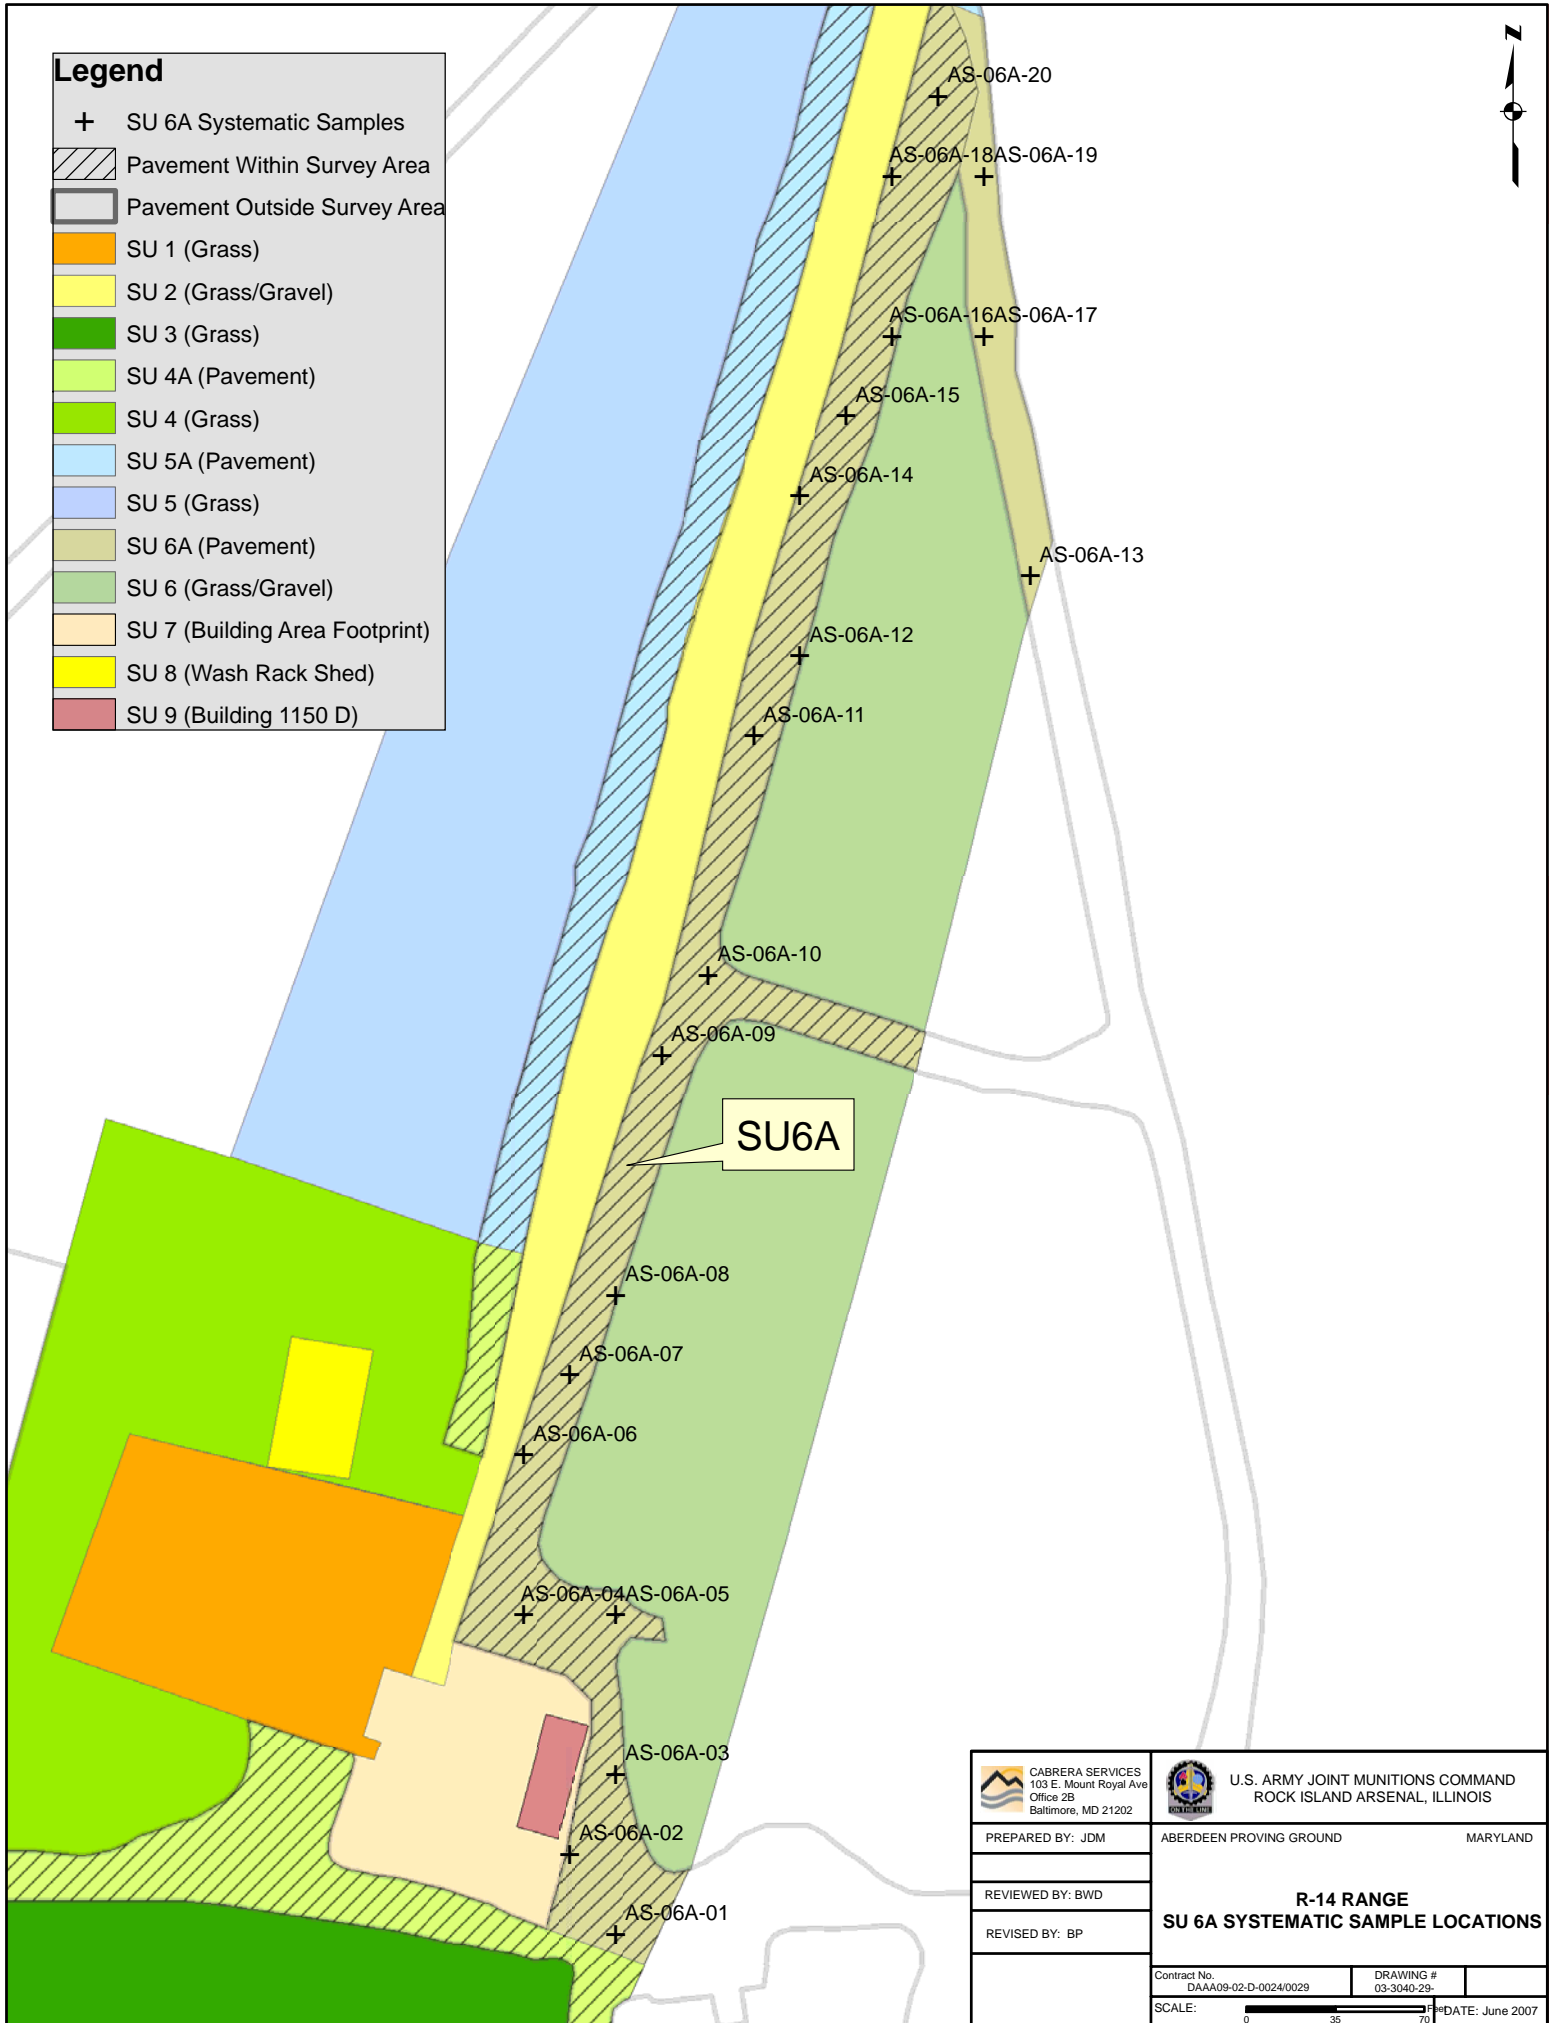 Legend
SU 6A Systematic Samples
Pavement Within Survey Area
Pavement Outside Survey Area
SU 1 (Grass)
SU 2 (Grass/Gravel)
SU 3 (Grass)
SU 4A (Pavement)
SU 4 (Grass)
SU 5A (Pavement)
SU 5 (Grass)
SU 6A (Pavement)
SU 6 (Grass/Gravel)
SU 7 (Building Area Footprint)
SU 8 (Wash Rack Shed)
SU 9 (Building 1150 D)
N
AS-06A-20
AS-06A-18 AS-06A-19
AS-06A-16 AS-06A-17
AS-06A-15
AS-06A-14
AS-06A-13
AS-06A-12
AS-06A-11
AS-06A-10
AS-06A-09
SU6A
AS-06A-08
AS-06A-07
AS-06A-06
AS-06A-04 AS-06A-05
AS-06A-03
AS-06A-02
AS-06A-01
CABRERA SERVICES
103 E. Mount Royal Ave
Office 2B
Baltimore, MD 21202
ON THE LINE
U.S. ARMY JOINT MUNITIONS COMMAND
ROCK ISLAND ARSENAL, ILLINOIS
PREPARED BY: JDM
REVIEWED BY: BWD
REVISED BY: BP
ABERDEEN PROVING GROUND MARYLAND
R-14 RANGE
SU 6A SYSTEMATIC SAMPLE LOCATIONS
Contract No.
DAAA09-02-D-0024/0029
DRAWING #
03-3040-29-
SCALE:
0 35 70
Feet
DATE: June 2007